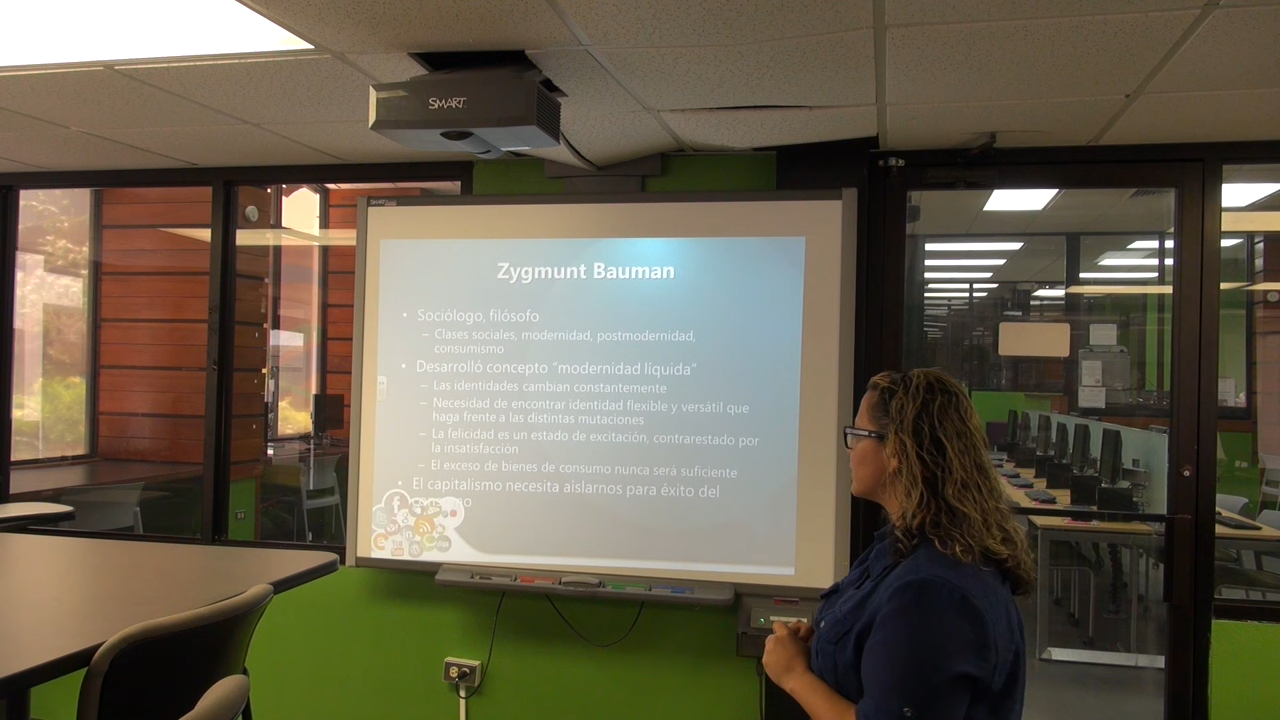 SMART
SMART
Zygmunt Bauman
• Sociólogo, filósofo
– Clases sociales, modernidad, postmodernidad,
consumismo
• Desarrolló concepto “modernidad líquida”
– Las identidades cambian constantemente
– Necesidad de encontrar identidad flexible y versátil que
haga frente a las distintas mutaciones
– La felicidad es un estado de excitación, contrarestado por
la insatisfacción
– El exceso de bienes de consumo nunca será suficiente
• El capitalismo necesita aislarnos para éxito del
consumo